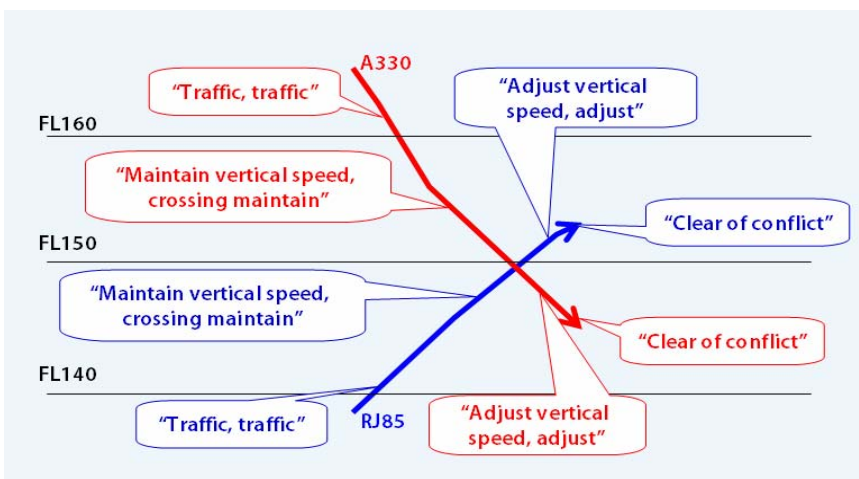 A330
“Traffic, traffic”
“Adjust vertical
speed, adjust”
FL160
“Maintain vertical speed,
crossing maintain”
“Clear of conflict”
FL150
“Maintain vertical speed,
crossing maintain”
“Clear of conflict”
FL140
“Traffic, traffic”
RJ85
“Adjust vertical
speed, adjust”